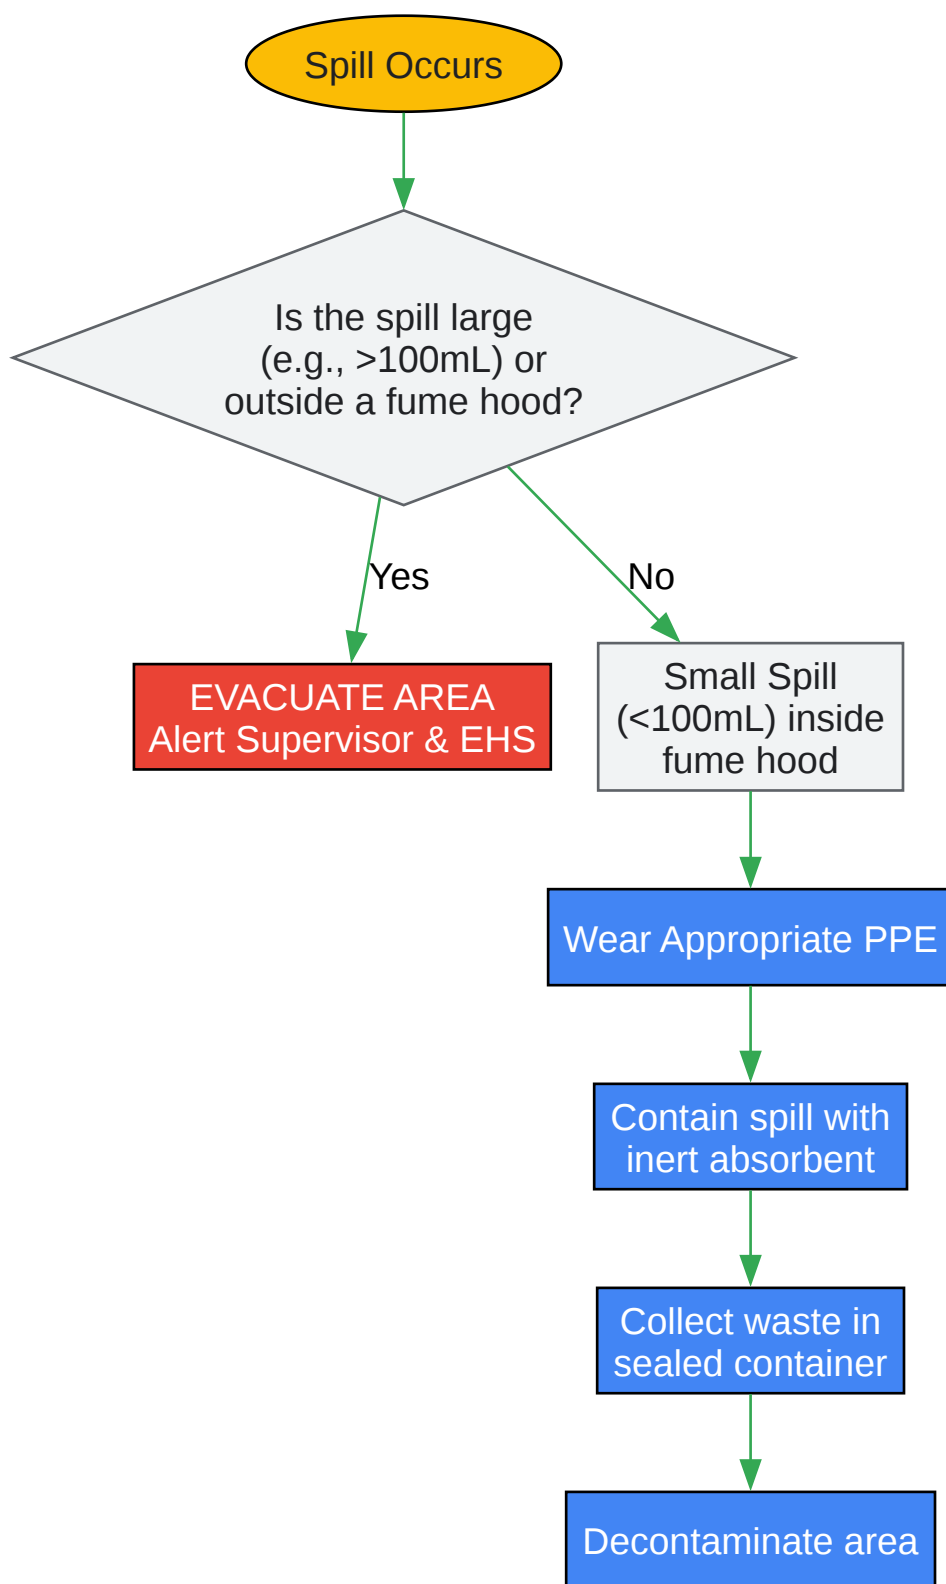 Spill Occurs
Is the spill large
(e.g., >100mL) or
outside a fume hood?
Yes
No
EVACUATE AREA
Alert Supervisor & EHS
Small Spill
(<100mL) inside
fume hood
Wear Appropriate PPE
Contain spill with
inert absorbent
Collect waste in
sealed container
Decontaminate area